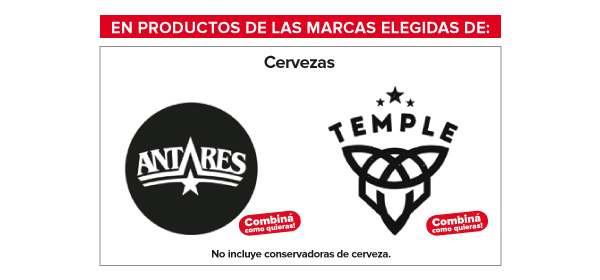 EN PRODUCTOS DE LAS MARCAS ELEGIDAS DE:
Cervezas
ANTARES
TEMPLE
Combiná
como quieras!
Combiná
como quieras!
No incluye conservadoras de cerveza.